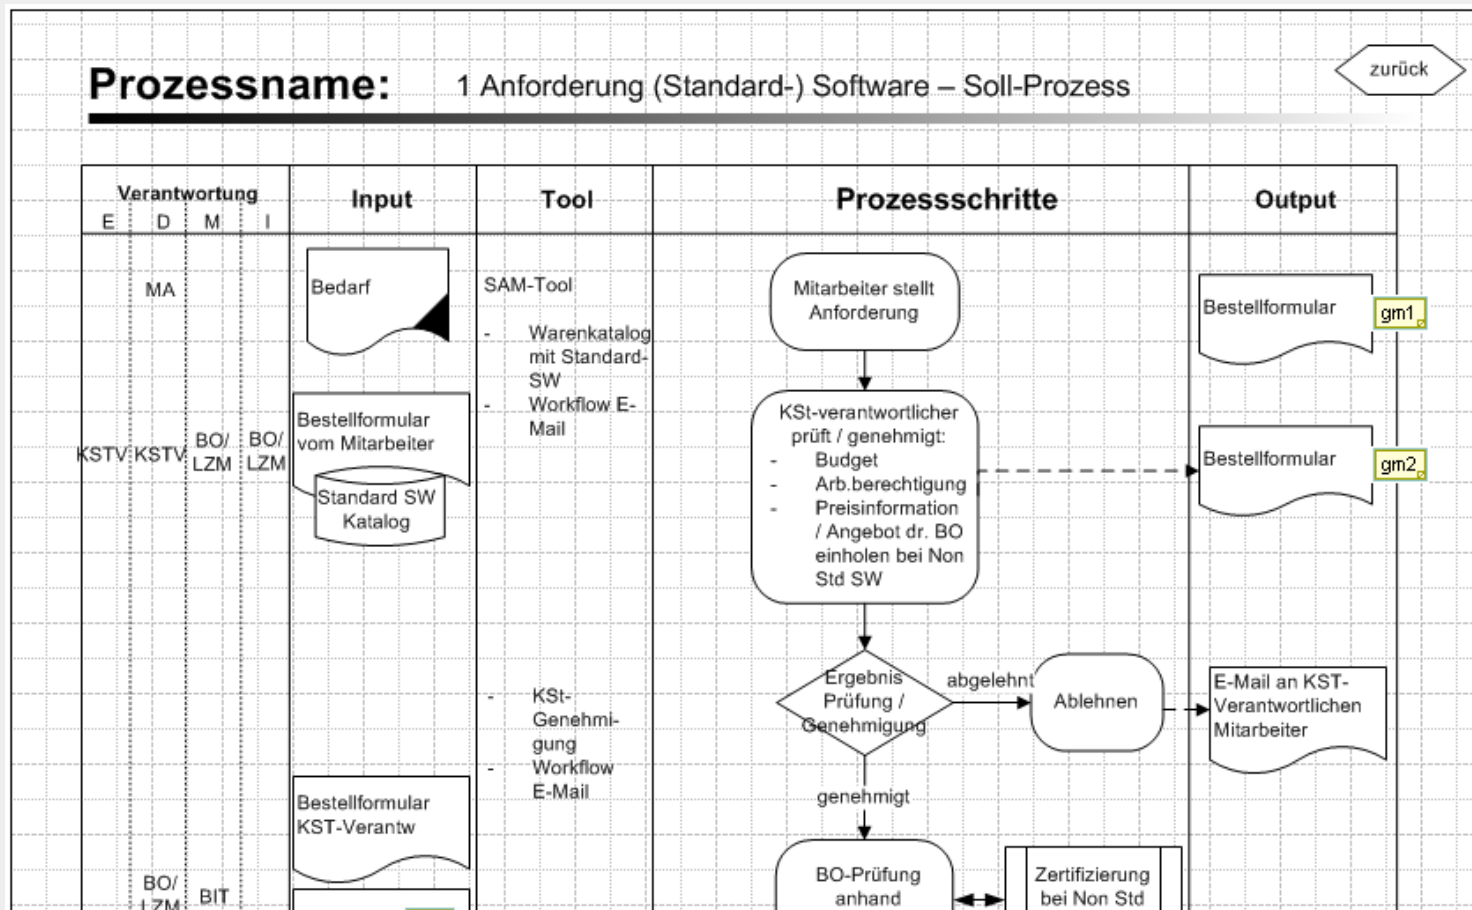 Prozessname:
1 Anforderung (Standard-) Software – Soll-Prozess
zurück
Verantwortung
E D M I
Input
Tool
Prozessschritte
Output
MA
Bedarf
SAM-Tool
- Warenkatalog
mit Standard-
SW
- Workflow E-
Mail
Mitarbeiter stellt
Anforderung
Bestellformular
gm1
KSTV
KSTV
BO/
LZM
BO/
LZM
Bestellformular
vom Mitarbeiter
Standard SW
Katalog
KSt-verantwortlicher
prüft / genehmigt:
- Budget
- Arb.berechtigung
- Preisinformation
/ Angebot dr. BO
einholen bei Non
Std SW
Bestellformular
gm2
- KSt-
Genehmi-
gung
- Workflow
E-Mail
Ergebnis
Prüfung /
Genehmigung
abgelehnt
Ablehnen
E-Mail an KST-
Verantwortlichen
Mitarbeiter
genehmigt
Bestellformular
KST-Verantw
BO/
LZM
BIT
BO-Prüfung
anhand
Zertifizierung
bei Non Std